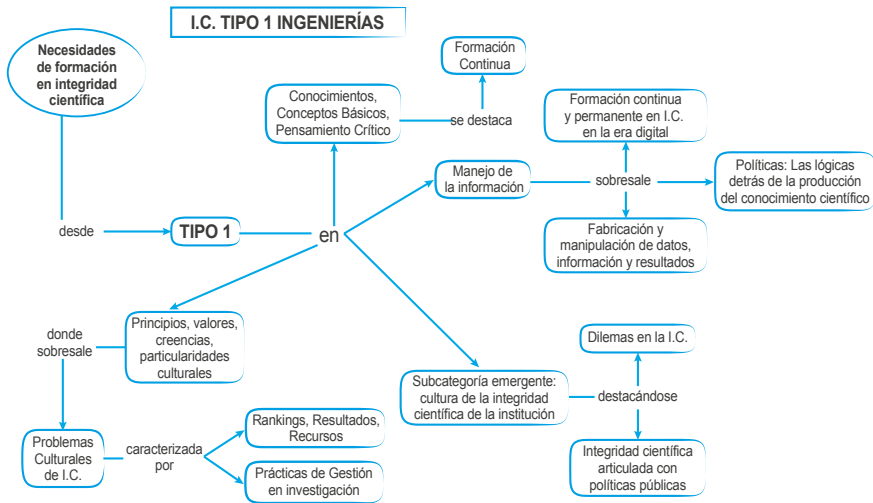 I.C. TIPO 1 INGENIERÍAS
Necesidades
de formación
en integridad
científica
desde
TIPO 1
en
Conocimientos,
Conceptos Básicos,
Pensamiento Crítico
se destaca
Formación
Continua
Manejo de
la información
sobresale
Formación continua
y permanente en I.C.
en la era digital
Políticas: Las lógicas
detrás de la producción
del conocimiento científico
Fabricación y
manipulación de datos,
información y resultados
Principios, valores,
creencias,
particularidades
culturales
donde
sobresale
Problemas
Culturales
de I.C.
caracterizada
por
Rankings, Resultados,
Recursos
Prácticas de Gestión
en investigación
Subcategoría emergente:
cultura de la integridad
científica de la institución
destacándose
Dilemas en la I.C.
Integridad científica
articulada con
políticas públicas